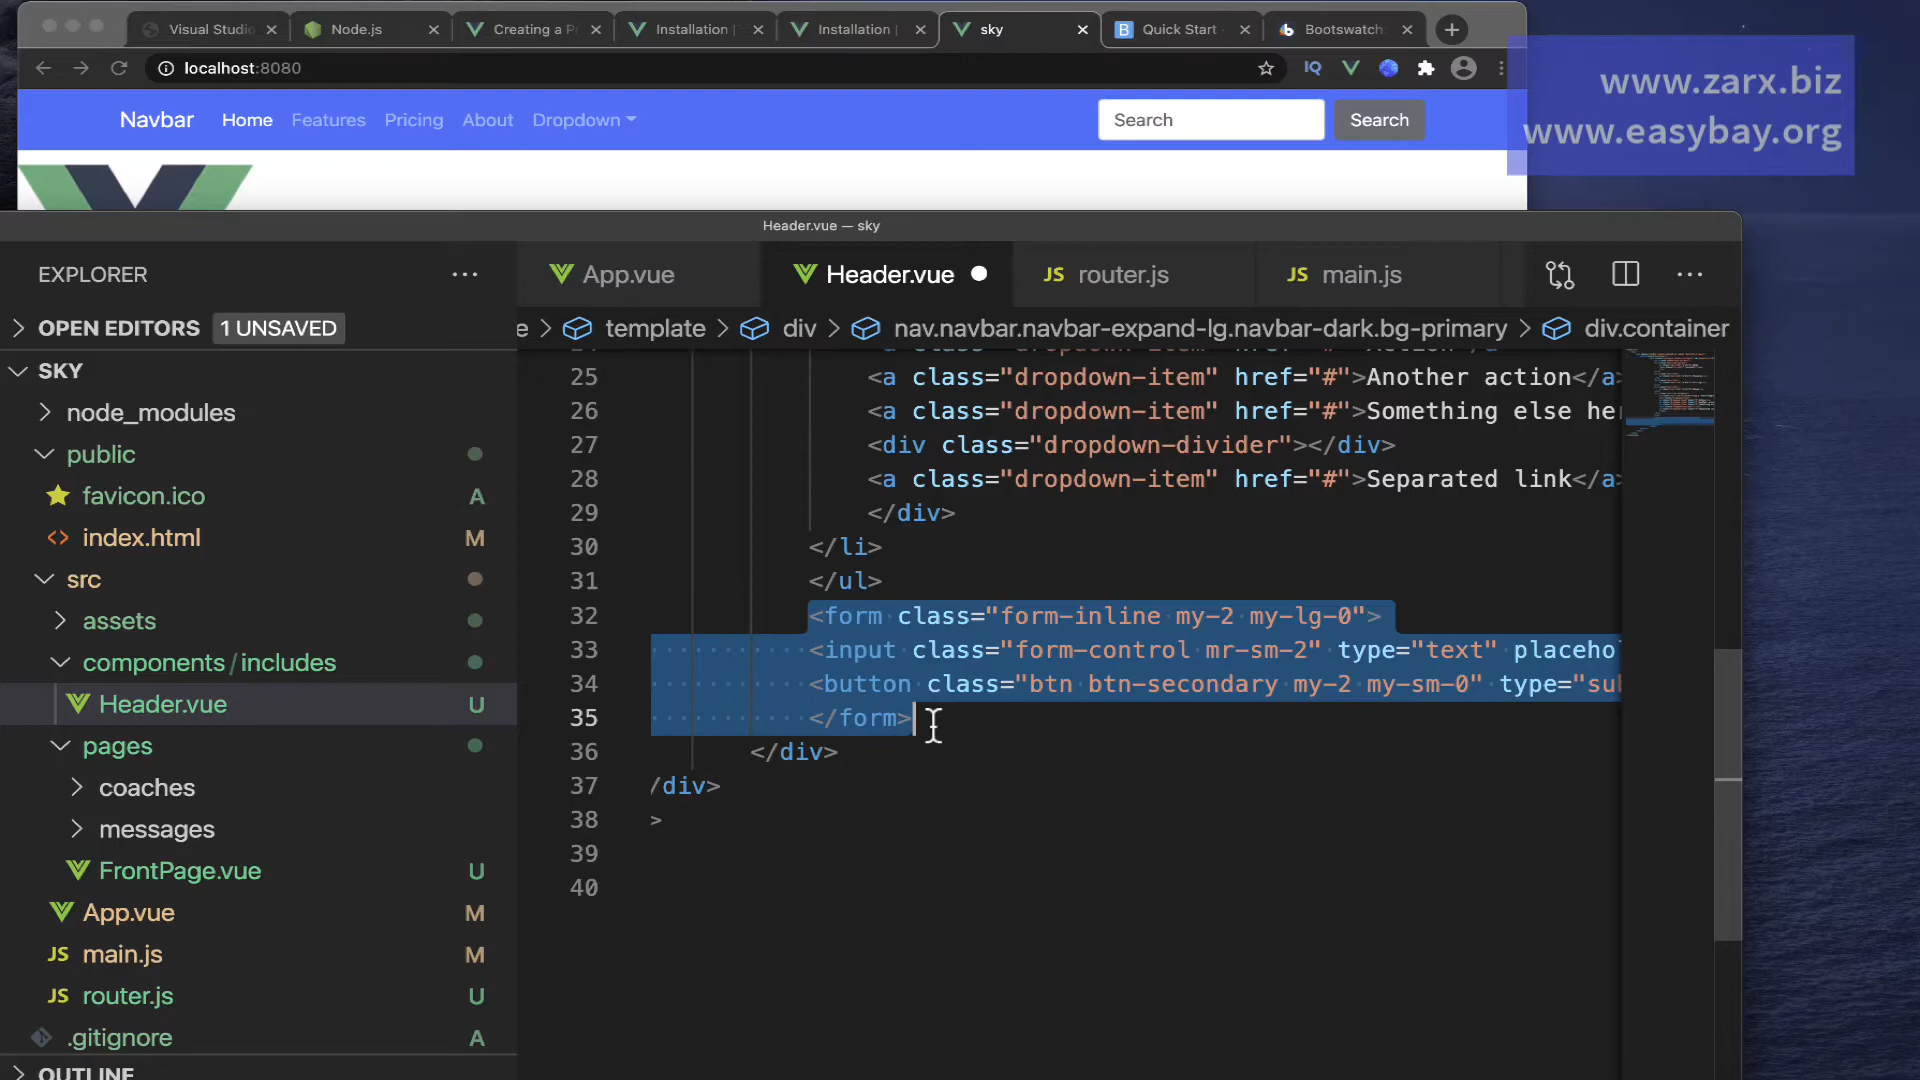 Visual Studio
Node.js
Creating a P
Installation |
Installation |
sky
Quick Start
Bootswatch:
localhost:8080
IQ
www.zarx.biz
www.easybay.org
Navbar Home Features Pricing About Dropdown Search Search
Header.vue — sky
EXPLORER
App.vue
Header.vue
JS router.js
JS main.js
OPEN EDITORS 1 UNSAVED
e > template > div > nav.navbar.navbar-expand-lg.navbar-dark.bg-primary > div.container
SKY
node_modules
public
favicon.ico A
<> index.html M
src
assets
components/includes
Header.vue U
pages
coaches
messages
FrontPage.vue U
App.vue M
JS main.js M
JS router.js U
.gitignore A
OUTLINE
25 <a class="dropdown-item" href="#">Another action</a>
26 <a class="dropdown-item" href="#">Something else her
27 <div class="dropdown-divider"></div>
28 <a class="dropdown-item" href="#">Separated link</a>
29 </div>
30 </li>
31 </ul>
32 <form class="form-inline my-2 my-lg-0">
33 <input class="form-control mr-sm-2" type="text" placehol
34 <button class="btn btn-secondary my-2 my-sm-0" type="su
35 </form>
36 </div>
37 /div>
38 >
39
40